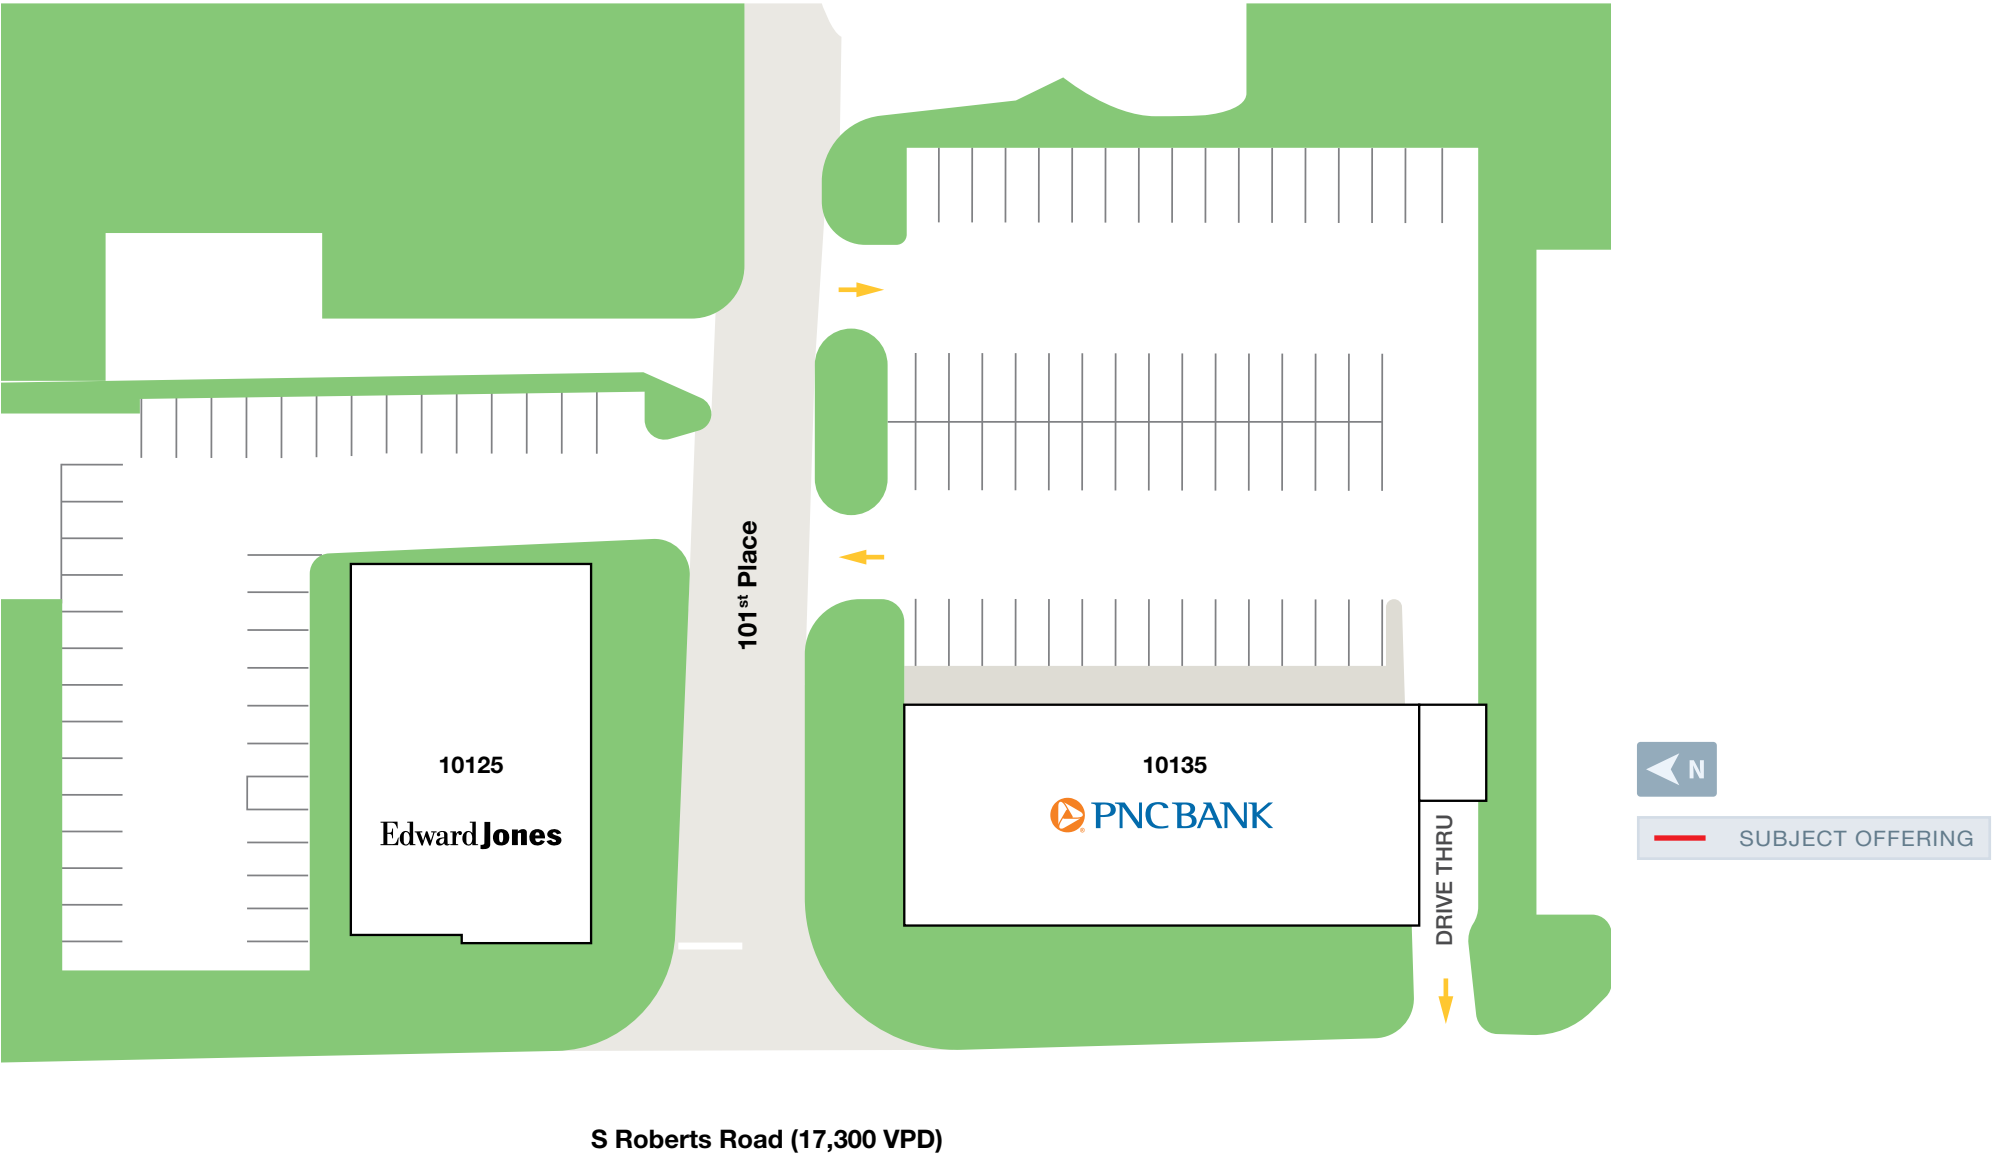 101st Place
10125
Edward Jones
10135
PNC BANK
DRIVE THRU
N
SUBJECT OFFERING
S Roberts Road (17,300 VPD)